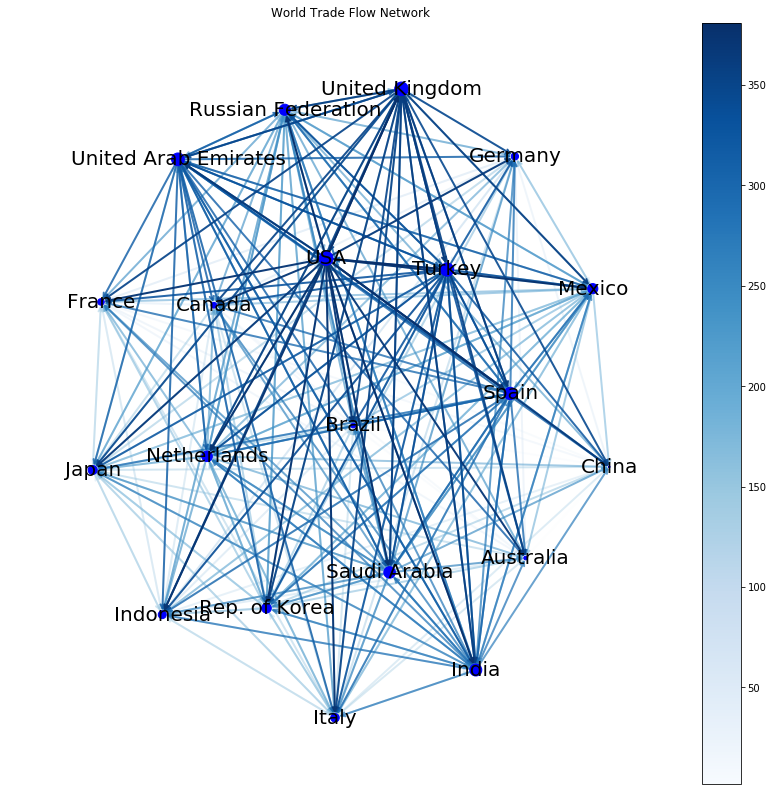 World Trade Flow Network
United Kingdom
Russian Federation
United Arab Emirates
Germany
USA
Turkey
Mexico
France
Canada
Spain
Brazil
Netherlands
Japan
China
Australia
Saudi Arabia
Indonesia
Rep. of Korea
India
Italy
350
300
250
200
150
100
50